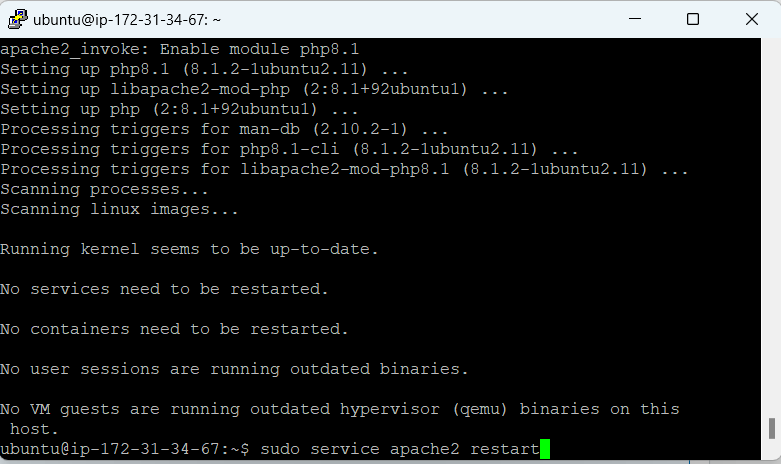 ubuntu@ip-172-31-34-67: ~
apache2_invoke: Enable module php8.1
Setting up php8.1 (8.1.2-1ubuntu2.11) ...
Setting up libapache2-mod-php (2:8.1+92ubuntu1) ...
Setting up php (2:8.1+92ubuntu1) ...
Processing triggers for man-db (2.10.2-1) ...
Processing triggers for php8.1-cli (8.1.2-1ubuntu2.11) ...
Processing triggers for libapache2-mod-php8.1 (8.1.2-1ubuntu2.11) ...
Scanning processes...
Scanning linux images...
Running kernel seems to be up-to-date.
No services need to be restarted.
No containers need to be restarted.
No user sessions are running outdated binaries.
No VM guests are running outdated hypervisor (qemu) binaries on this
host.
ubuntu@ip-172-31-34-67:~$ sudo service apache2 restart